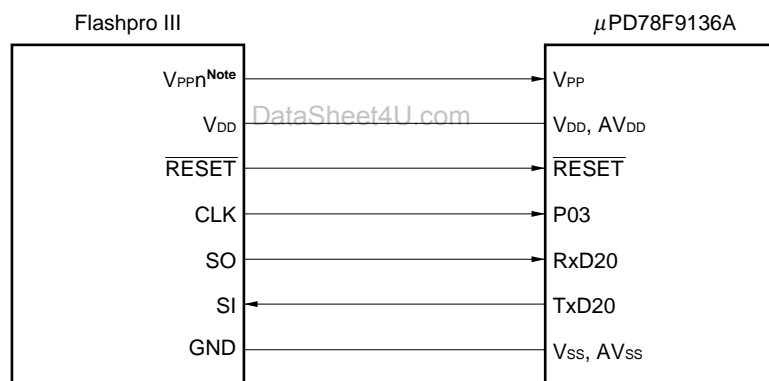 Flashpro III μPD78F9136A
VPPnNote VPP
VDD DataSheet4U.com VDD, AVDD
RESET RESET
CLK P03
SO RxD20
SI TxD20
GND VSS, AVSS